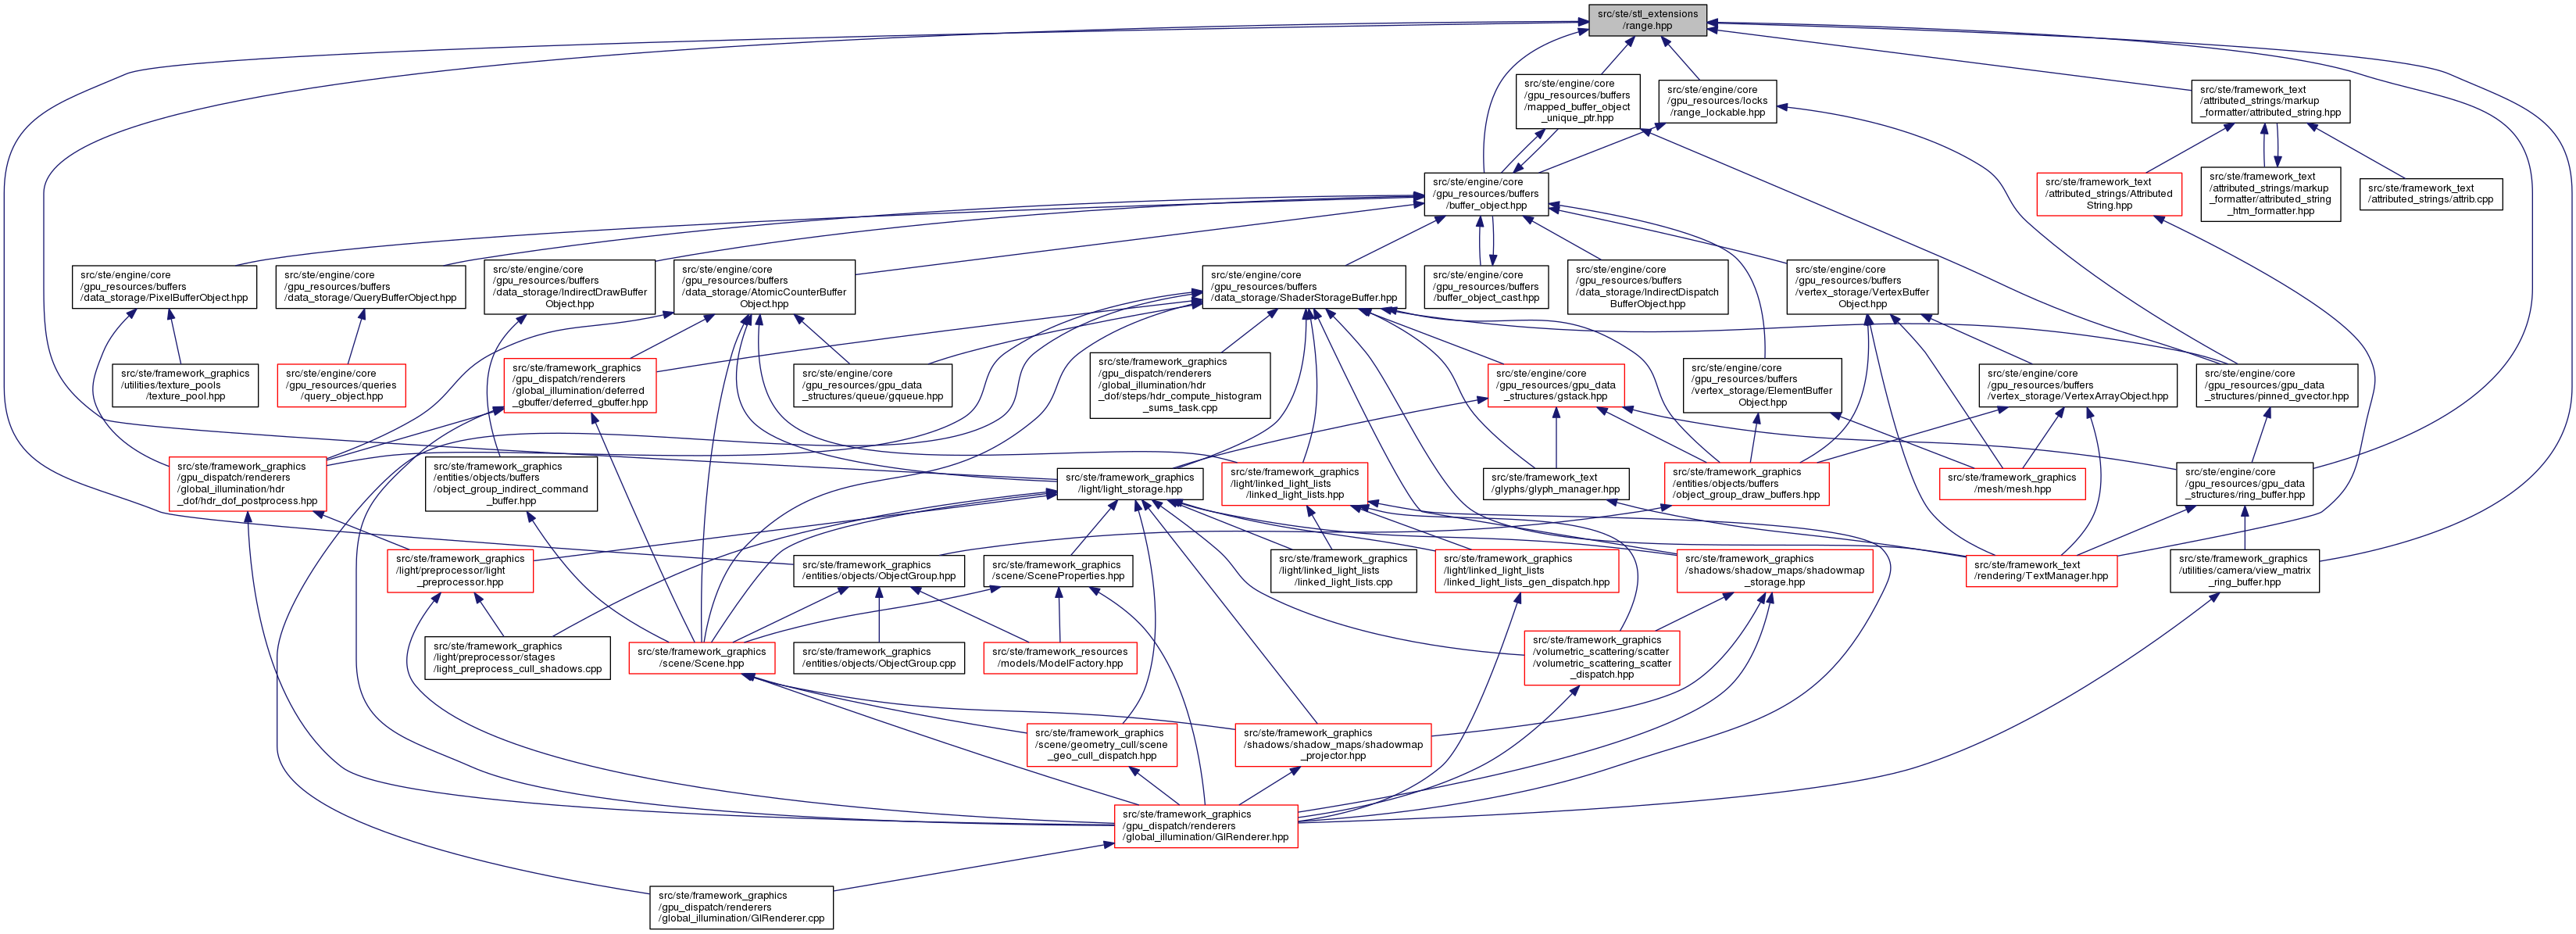 src/ste/stl_extensions
/range.hpp
src/ste/engine/core
/gpu_resources/buffers
/mapped_buffer_object
_unique_ptr.hpp
src/ste/engine/core
/gpu_resources/locks
/range_lockable.hpp
src/ste/framework_text
/attributed_strings/markup
_formatter/attributed_string.hpp
src/ste/engine/core
/gpu_resources/buffers
/buffer_object.hpp
src/ste/framework_text
/attributed_strings/Attributed
String.hpp
src/ste/framework_text
/attributed_strings/markup
_formatter/attributed_string
_htm_formatter.hpp
src/ste/framework_text
/attributed_strings/attrib.cpp
src/ste/engine/core
/gpu_resources/buffers
/data_storage/PixelBufferObject.hpp
src/ste/engine/core
/gpu_resources/buffers
/data_storage/QueryBufferObject.hpp
src/ste/engine/core
/gpu_resources/buffers
/data_storage/IndirectDrawBuffer
Object.hpp
src/ste/engine/core
/gpu_resources/buffers
/data_storage/AtomicCounterBuffer
Object.hpp
src/ste/engine/core
/gpu_resources/buffers
/data_storage/ShaderStorageBuffer.hpp
src/ste/engine/core
/gpu_resources/buffers
/buffer_object_cast.hpp
src/ste/engine/core
/gpu_resources/buffers
/data_storage/IndirectDispatch
BufferObject.hpp
src/ste/engine/core
/gpu_resources/buffers
/vertex_storage/VertexBuffer
Object.hpp
src/ste/framework_graphics
/utilities/texture_pools
/texture_pool.hpp
src/ste/engine/core
/gpu_resources/queries
/query_object.hpp
src/ste/framework_graphics
/gpu_dispatch/renderers
/global_illumination/deferred
_gbuffer/deferred_gbuffer.hpp
src/ste/engine/core
/gpu_resources/gpu_data
_structures/queue/gqueue.hpp
src/ste/framework_graphics
/gpu_dispatch/renderers
/global_illumination/hdr
_dof/steps/hdr_compute_histogram
_sums_task.cpp
src/ste/engine/core
/gpu_resources/gpu_data
_structures/gstack.hpp
src/ste/engine/core
/gpu_resources/buffers
/vertex_storage/ElementBuffer
Object.hpp
src/ste/engine/core
/gpu_resources/buffers
/vertex_storage/VertexArrayObject.hpp
src/ste/engine/core
/gpu_resources/gpu_data
_structures/pinned_gvector.hpp
src/ste/framework_graphics
/gpu_dispatch/renderers
/global_illumination/hdr
_dof/hdr_dof_postprocess.hpp
src/ste/framework_graphics
/entities/objects/buffers
/object_group_indirect_command
_buffer.hpp
src/ste/framework_graphics
/light/light_storage.hpp
src/ste/framework_graphics
/light/linked_light_lists
/linked_light_lists.hpp
src/ste/framework_text
/glyphs/glyph_manager.hpp
src/ste/framework_graphics
/entities/objects/buffers
/object_group_draw_buffers.hpp
src/ste/framework_graphics
/mesh/mesh.hpp
src/ste/engine/core
/gpu_resources/gpu_data
_structures/ring_buffer.hpp
src/ste/framework_graphics
/light/preprocessor/light
_preprocessor.hpp
src/ste/framework_graphics
/entities/objects/ObjectGroup.hpp
src/ste/framework_graphics
/scene/SceneProperties.hpp
src/ste/framework_graphics
/light/linked_light_lists
/linked_light_lists.cpp
src/ste/framework_graphics
/light/linked_light_lists
/linked_light_lists_gen_dispatch.hpp
src/ste/framework_graphics
/shadows/shadow_maps/shadowmap
_storage.hpp
src/ste/framework_text
/rendering/TextManager.hpp
src/ste/framework_graphics
/utilities/camera/view_matrix
_ring_buffer.hpp
src/ste/framework_graphics
/light/preprocessor/stages
/light_preprocess_cull_shadows.cpp
src/ste/framework_graphics
/scene/Scene.hpp
src/ste/framework_graphics
/entities/objects/ObjectGroup.cpp
src/ste/framework_resources
/models/ModelFactory.hpp
src/ste/framework_graphics
/volumetric_scattering/scatter
/volumetric_scattering_scatter
_dispatch.hpp
src/ste/framework_graphics
/scene/geometry_cull/scene
_geo_cull_dispatch.hpp
src/ste/framework_graphics
/shadows/shadow_maps/shadowmap
_projector.hpp
src/ste/framework_graphics
/gpu_dispatch/renderers
/global_illumination/GIRenderer.hpp
src/ste/framework_graphics
/gpu_dispatch/renderers
/global_illumination/GIRenderer.cpp